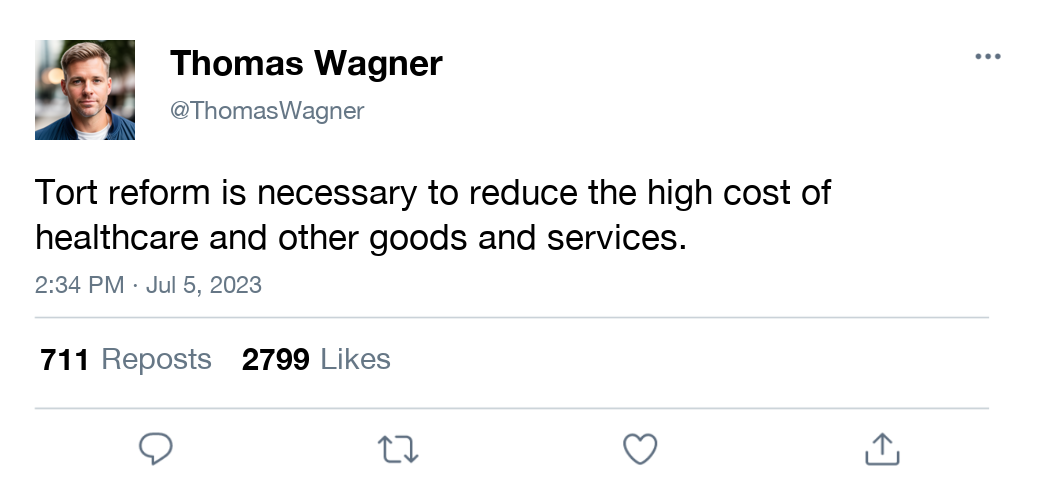 Thomas Wagner
@ThomasWagner
Tort reform is necessary to reduce the high cost of
healthcare and other goods and services.
2:34 PM · Jul 5, 2023
711 Reposts 2799 Likes